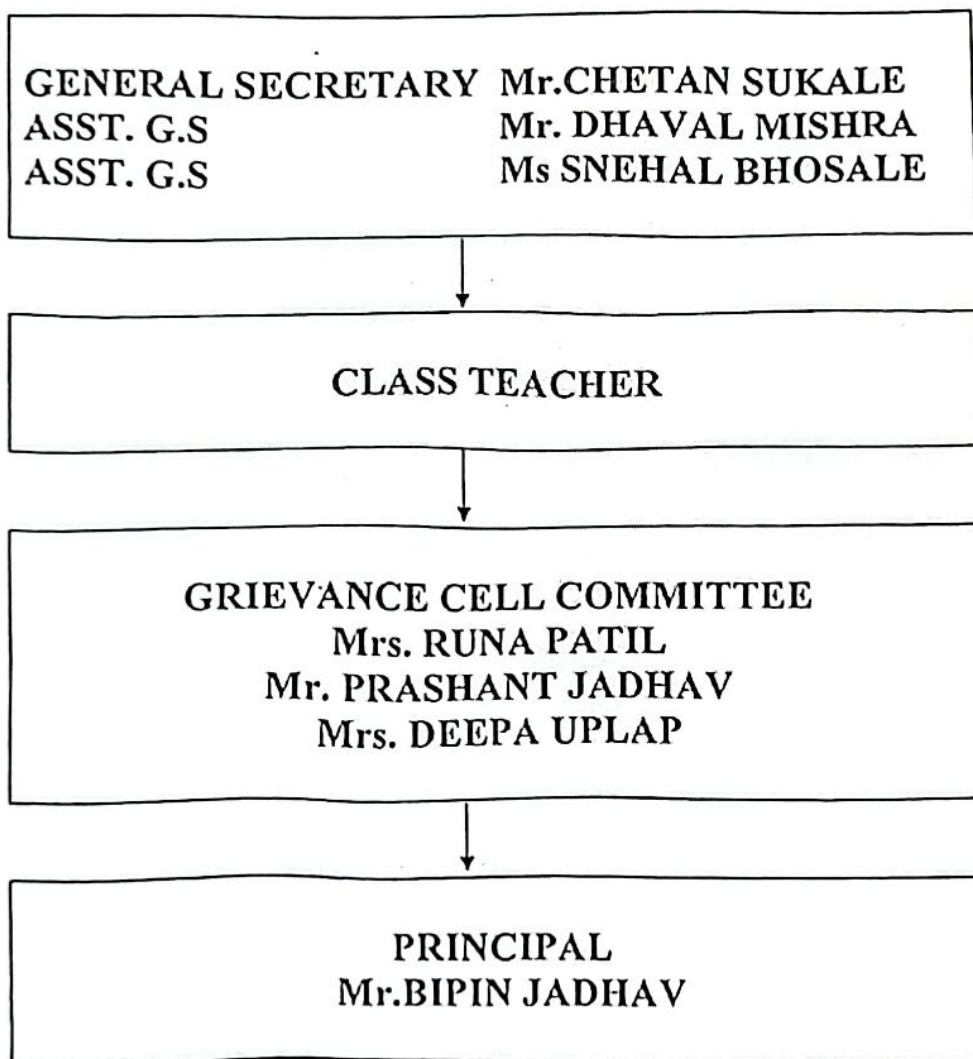 GENERAL SECRETARY Mr.CHETAN SUKALE
ASST. G.S Mr. DHAVAL MISHRA
ASST. G.S Ms SNEHAL BHOSALE
CLASS TEACHER
GRIEVANCE CELL COMMITTEE
Mrs. RUNA PATIL
Mr. PRASHANT JADHAV
Mrs. DEEPA UPLAP
PRINCIPAL
Mr.BIPIN JADHAV